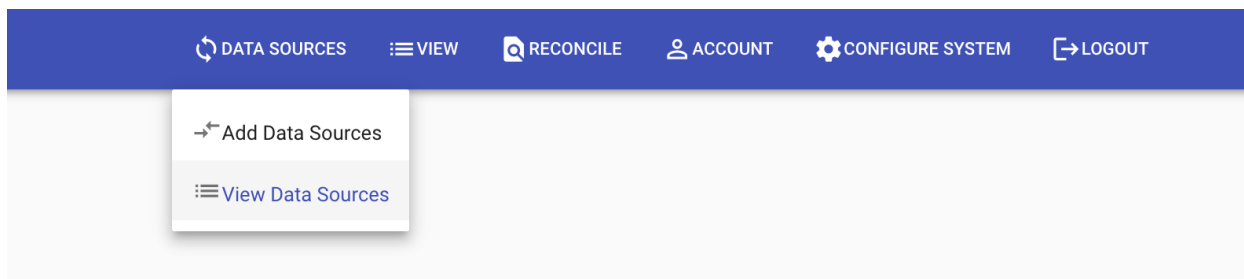 DATA SOURCES VIEW RECONCILE ACCOUNT CONFIGURE SYSTEM LOGOUT
Add Data Sources
View Data Sources